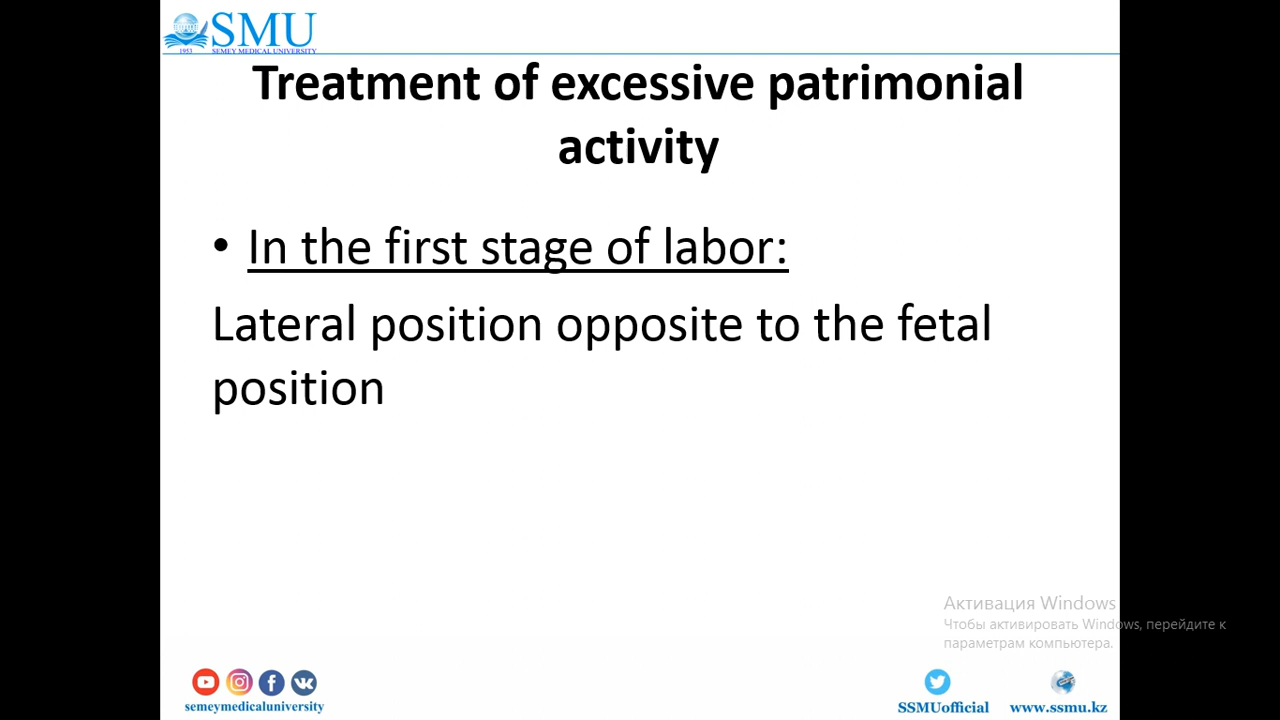 SMU
1953 SEMEY MEDICAL UNIVERSITY
Treatment of excessive patrimonial
activity
• In the first stage of labor:
Lateral position opposite to the fetal
position
Активация Windows
Чтобы активировать Windows, перейдите к
параметрам компьютера.
semeymedicaluniversity
SSMUofficial
www.ssmu.kz